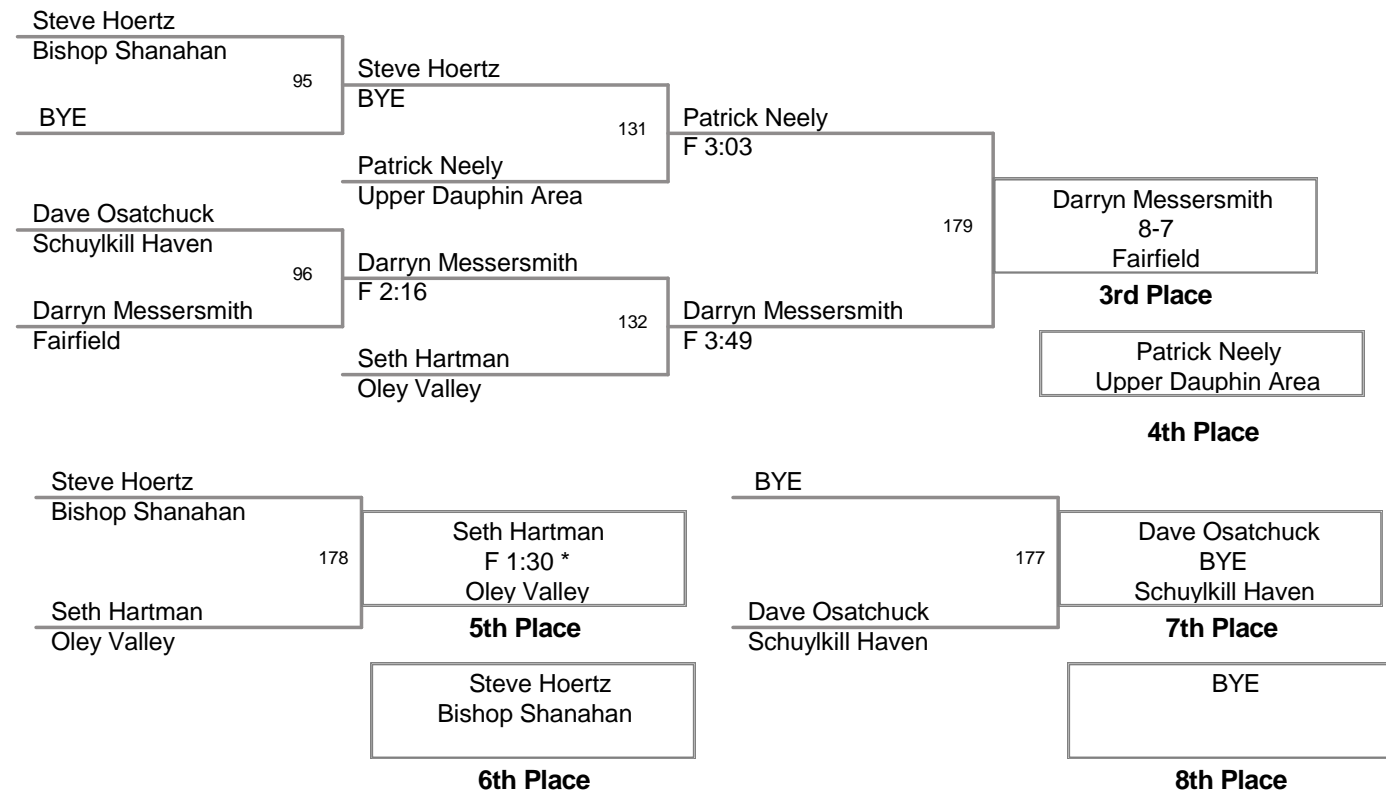 Steve Hoertz
Bishop Shanahan
95
BYE
Steve Hoertz
BYE
131
Patrick Neely
Upper Dauphin Area
Patrick Neely
F 3:03
Dave Osatchuck
Schuylkill Haven
96
Darryn Messersmith
Fairfield
Darryn Messersmith
F 2:16
132
Seth Hartman
Oley Valley
Darryn Messersmith
F 3:49
179
Darryn Messersmith
8-7
Fairfield
3rd Place
Patrick Neely
Upper Dauphin Area
4th Place
Steve Hoertz
Bishop Shanahan
178
Seth Hartman
Oley Valley
Seth Hartman
F 1:30 *
Oley Valley
5th Place
Steve Hoertz
Bishop Shanahan
6th Place
BYE
177
Dave Osatchuck
Schuylkill Haven
Dave Osatchuck
BYE
Schuylkill Haven
7th Place
BYE
8th Place